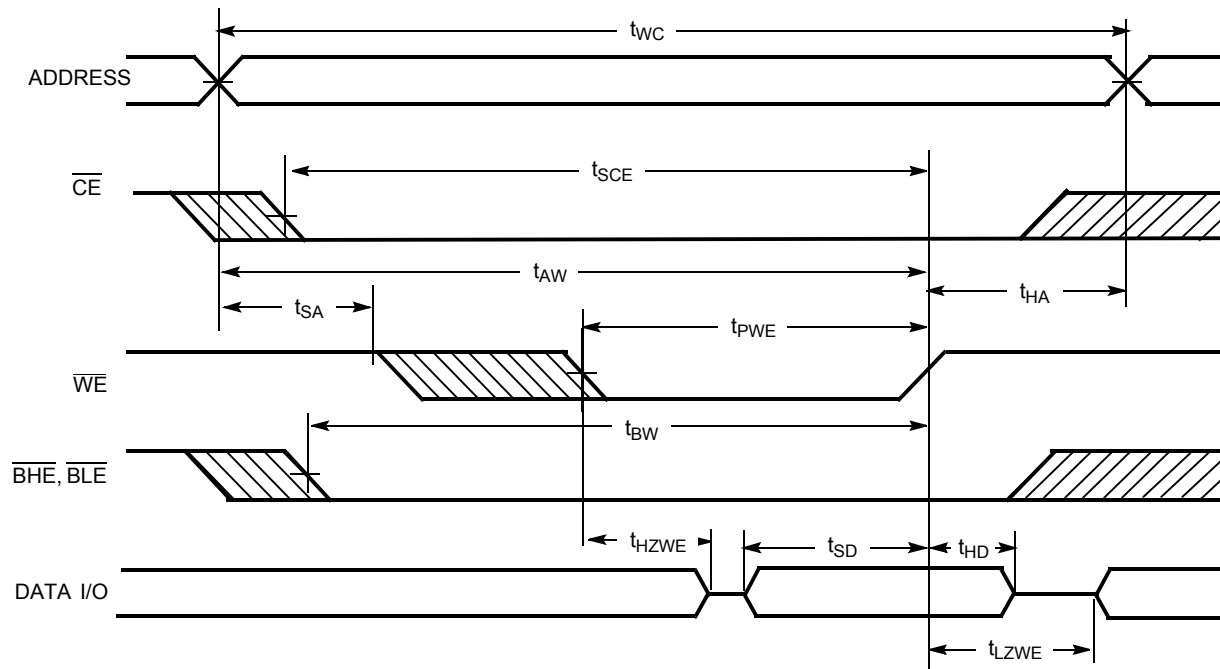 tWC
ADDRESS
CE
tSCE
tAW
tSA
tHA
tPWE
WE
tBW
BHE, BLE
tHZWE
tSD
tHD
DATA I/O
tLZWE